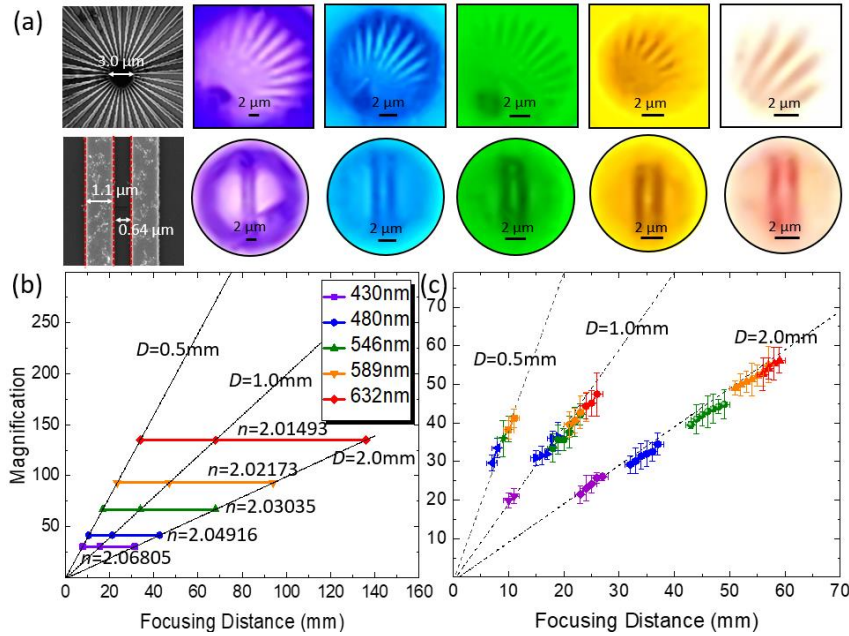 (a)
3.0 μm
2 μm
2 μm
2 μm
2 μm
2 μm
1.1 μm
0.64 μm
2 μm
2 μm
2 μm
2 μm
2 μm
(b)
Magnification
250
200
150
100
50
0
20
40
60
80
100
120
140
160
Focusing Distance (mm)
D=0.5mm
D=1.0mm
D=2.0mm
430nm
480nm
546nm
589nm
632nm
n=2.01493
n=2.02173
n=2.03035
n=2.04916
n=2.06805
(c)
70
60
50
40
30
20
10
0
0
10
20
30
40
50
60
70
Focusing Distance (mm)
D=0.5mm
D=1.0mm
D=2.0mm